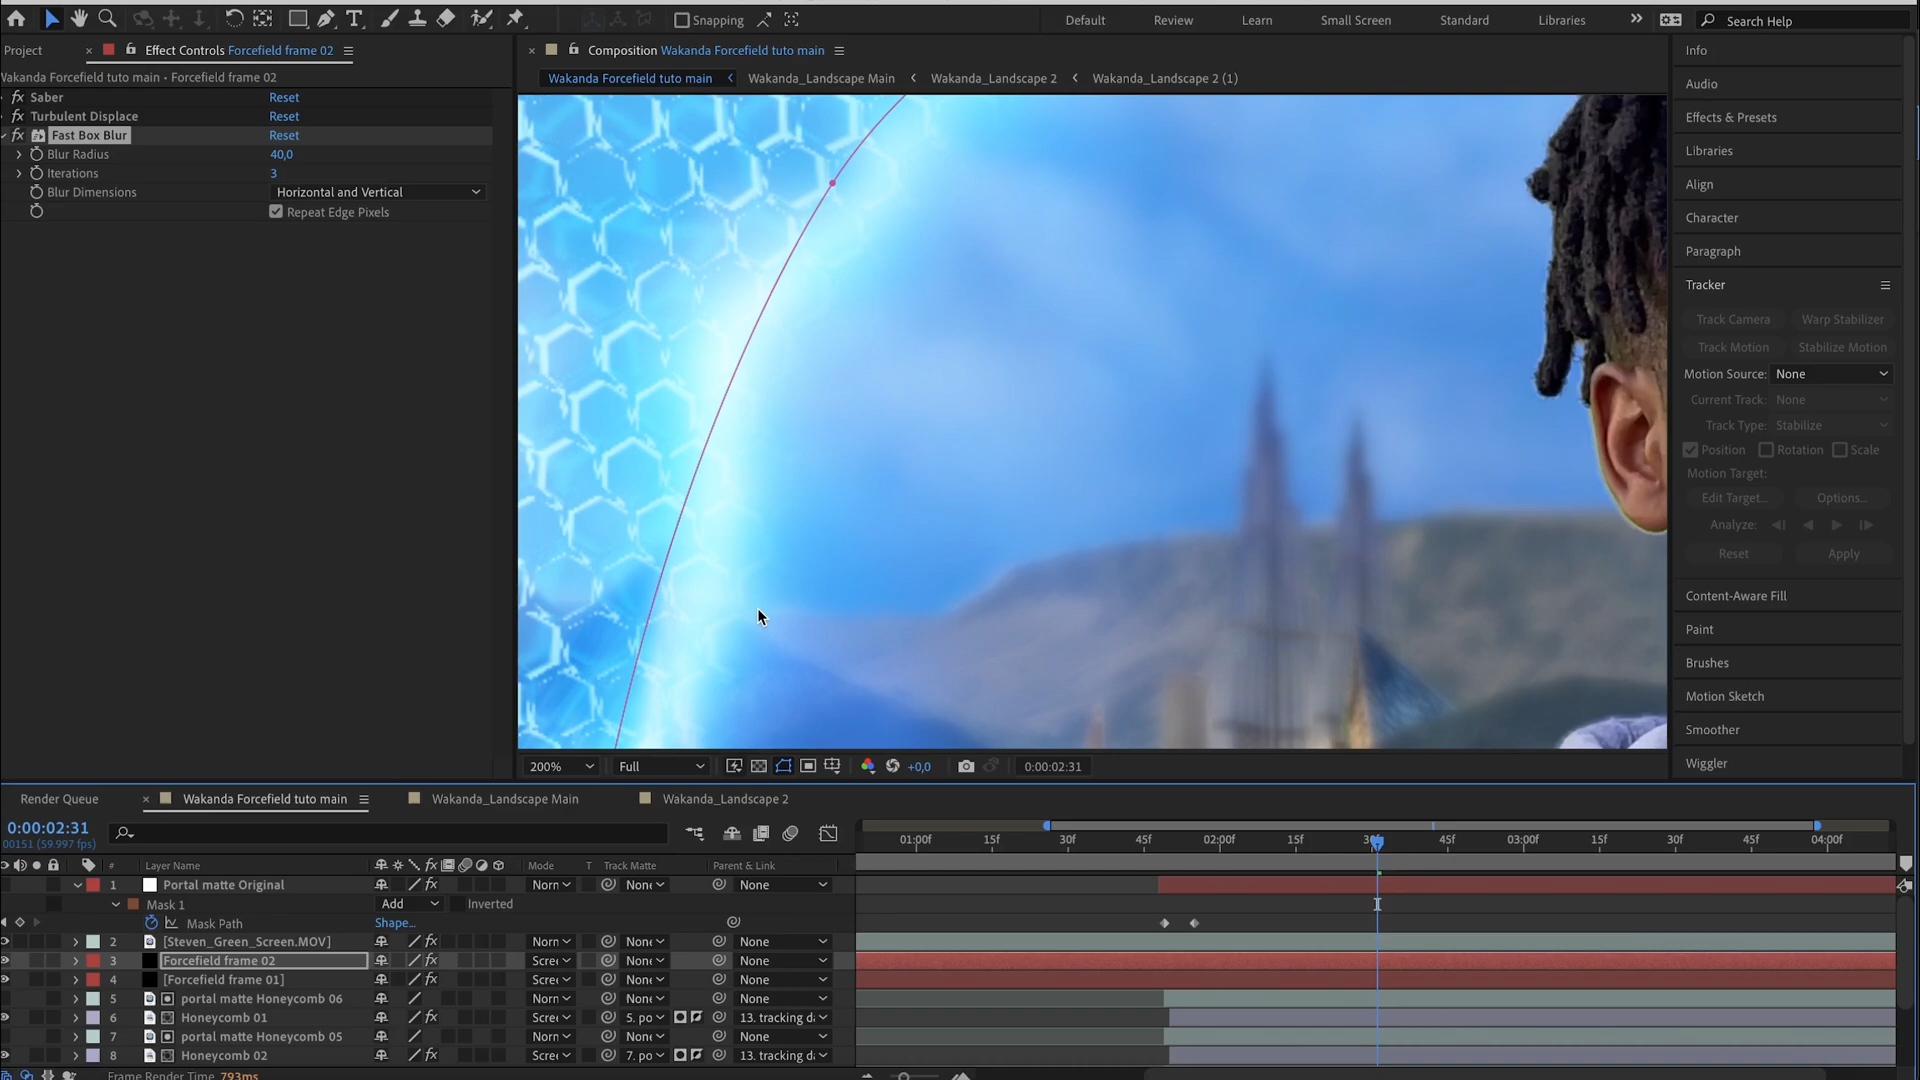 Snapping
Default
Review
Learn
Small Screen
Standard
Libraries
Search Help
Project
Effect Controls Forcefield frame 02
Composition Wakanda Forcefield tuto main
Info
Wakanda Forcefield tuto main • Forcefield frame 02
Wakanda Forcefield tuto main
Wakanda_Landscape Main
Wakanda_Landscape 2
Wakanda_Landscape 2 (1)
Audio
fx Saber Reset
fx Turbulent Displace Reset
fx Fast Box Blur Reset
Blur Radius 40,0
Iterations 3
Blur Dimensions Horizontal and Vertical
Repeat Edge Pixels
Effects & Presets
Libraries
Align
Character
Paragraph
Tracker
Track Camera Warp Stabilizer
Track Motion Stabilize Motion
Motion Source: None
Current Track: None
Track Type: Stabilize
Position Rotation Scale
Motion Target:
Edit Target... Options...
Analyze:
Reset Apply
Content-Aware Fill
Paint
Brushes
Motion Sketch
Smoother
Wiggler
200% Full +0,0 0:00:02:31
Render Queue
Wakanda Forcefield tuto main
Wakanda_Landscape Main
Wakanda_Landscape 2
0:00:02:31
00151 (59.997 fps)
01:00f 15f 30f 45f 02:00f 15f 45f 03:00f 15f 30f 45f 04:00f
# Layer Name fx Mode T Track Matte Parent & Link
1 Portal matte Original fx Norn None None
Mask 1 Add Inverted
Mask Path Shape...
2 [Steven_Green_Screen.MOV] fx Norn None None
3 Forcefield frame 02 fx Scre None None
4 [Forcefield frame 01] fx Scre None None
5 portal matte Honeycomb 06 Norn None None
6 Honeycomb 01 fx Scre 5. po 13. tracking d
7 portal matte Honeycomb 05 Norn None None
8 Honeycomb 02 fx Scre 7. po 13. tracking d
Frame Render Time 793ms